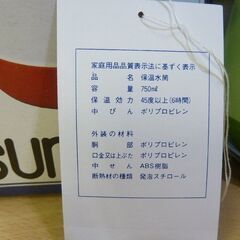 家庭用品品質表示法に基づく表示
品名 保温水筒
容量 750㎖
保温効力 45度以上(6時間)
中びん ポリプロピレン
外装の材料
胴部 ポリプロピレン
口金又は上ぶた ポリプロピレン
中せん ABS樹脂
断熱材の種類 発泡スチロール
sun